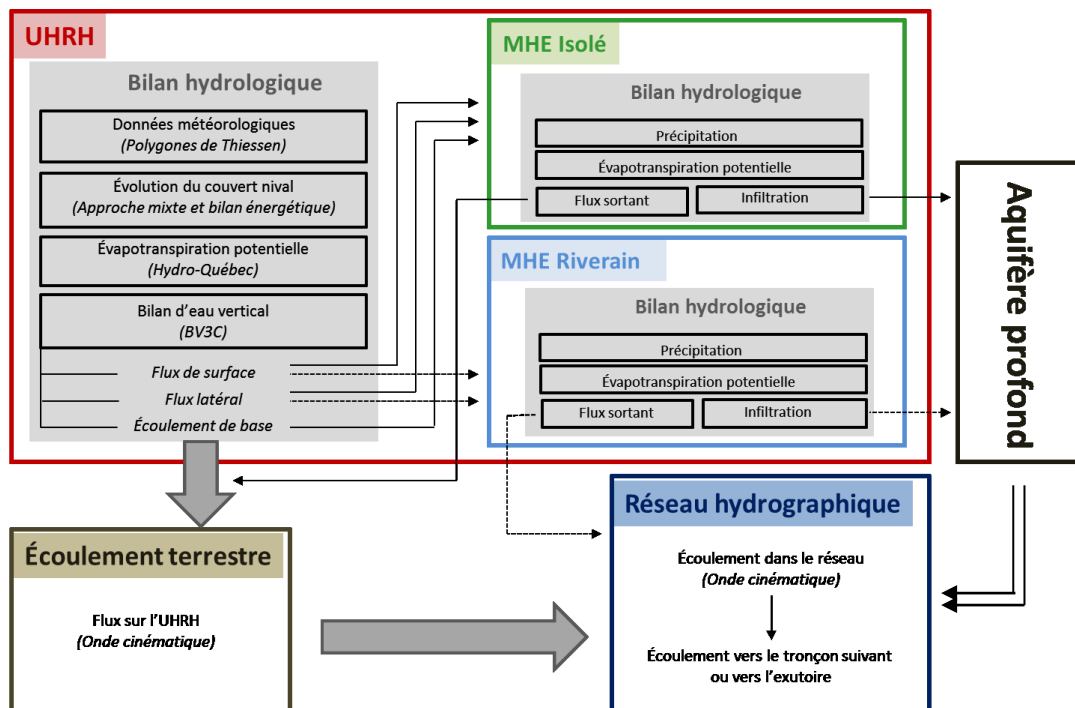 UHRH
Bilan hydrologique
Données météorologiques
(Polygones de Thiessen)
Évolution du couvert nival
(Approche mixte et bilan énergétique)
Évapotranspiration potentielle
(Hydro-Québec)
Bilan d'eau vertical
(BV3C)
Flux de surface
Flux latéral
Écoulement de base
MHE Isolé
Bilan hydrologique
Précipitation
Évapotranspiration potentielle
Flux sortant
Infiltration
MHE Riverain
Bilan hydrologique
Précipitation
Évapotranspiration potentielle
Flux sortant
Infiltration
Aquifère profond
Écoulement terrestre
Flux sur l'UHRH
(Onde cinématique)
Réseau hydrographique
Écoulement dans le réseau
(Onde cinématique)
Écoulement vers le tronçon suivant
ou vers l'exutoire